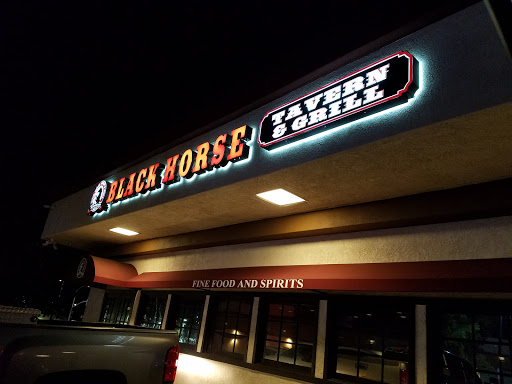 BLACK HORSE
TAVERN
& GRILL
FINE FOOD AND SPIRITS